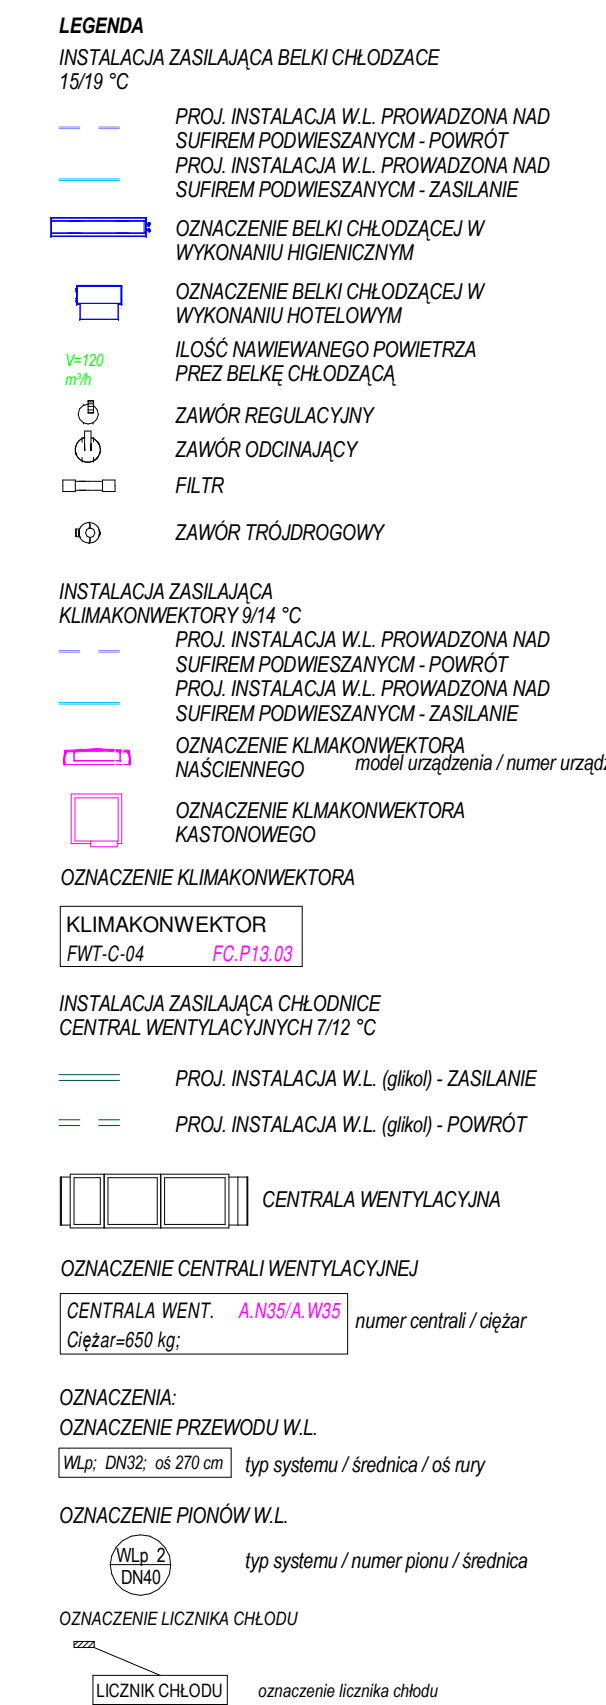 LEGENDA
INSTALACJA ZASILAJĄCA BELKI CHŁODZACE
15/19 °C
PROJ. INSTALACJA W.L. PROWADZONA NAD
SUFIREM PODWIESZANYCM - POWRÓT
PROJ. INSTALACJA W.L. PROWADZONA NAD
SUFIREM PODWIESZANYCM - ZASILANIE
OZNACZENIE BELKI CHŁODZĄCEJ W
WYKONANIU HIGIENICZNYM
OZNACZENIE BELKI CHŁODZĄCEJ W
WYKONANIU HOTELOWYM
V=120
m³/h
ILOŚĆ NAWIEWANEGO POWIETRZA
PREZ BELKĘ CHŁODZĄCĄ
ZAWÓR REGULACYJNY
ZAWÓR ODCINAJĄCY
FILTR
ZAWÓR TRÓJDROGOWY
INSTALACJA ZASILAJĄCA
KLIMAKONWEKTORY 9/14 °C
PROJ. INSTALACJA W.L. PROWADZONA NAD
SUFIREM PODWIESZANYCM - POWRÓT
PROJ. INSTALACJA W.L. PROWADZONA NAD
SUFIREM PODWIESZANYCM - ZASILANIE
OZNACZENIE KLMAKONWEKTORA
NAŚCIENNEGO
model urządzenia / numer urządz
OZNACZENIE KLMAKONWEKTORA
KASTONOWEGO
OZNACZENIE KLIMAKONWEKTORA
KLIMAKONWEKTOR
FWT-C-04 FC.P13.03
INSTALACJA ZASILAJĄCA CHŁODNICE
CENTRAL WENTYLACYJNYCH 7/12 °C
PROJ. INSTALACJA W.L. (glikol) - ZASILANIE
PROJ. INSTALACJA W.L. (glikol) - POWRÓT
CENTRALA WENTYLACYJNA
OZNACZENIE CENTRALI WENTYLACYJNEJ
CENTRALA WENT. A.N35/A.W35
Ciężar=650 kg;
numer centrali / ciężar
OZNACZENIA:
OZNACZENIE PRZEWODU W.L.
WLp; DN32; oś 270 cm typ systemu / średnica / oś rury
OZNACZENIE PIONÓW W.L.
WLp 2
DN40
typ systemu / numer pionu / średnica
OZNACZENIE LICZNIKA CHŁODU
LICZNIK CHŁODU oznaczenie licznika chłodu